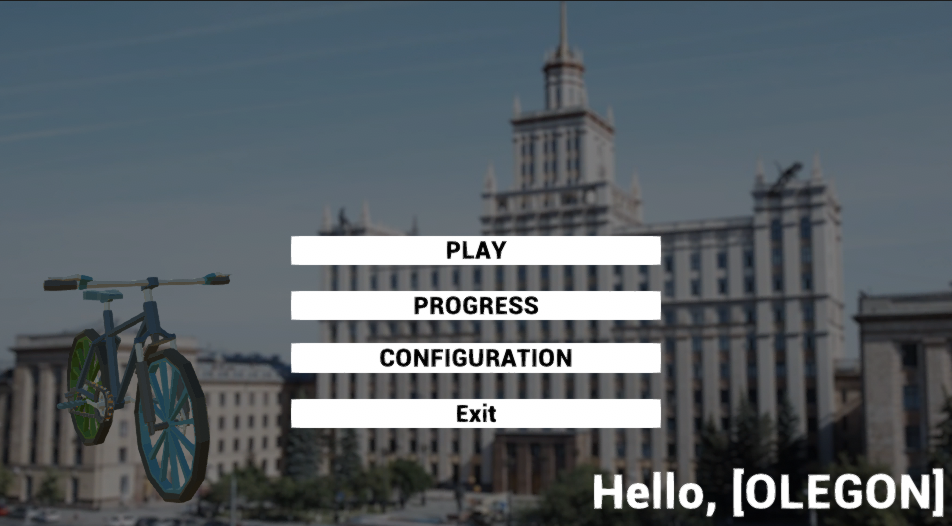 PLAY
PROGRESS
CONFIGURATION
Exit
Hello, [OLEGON]